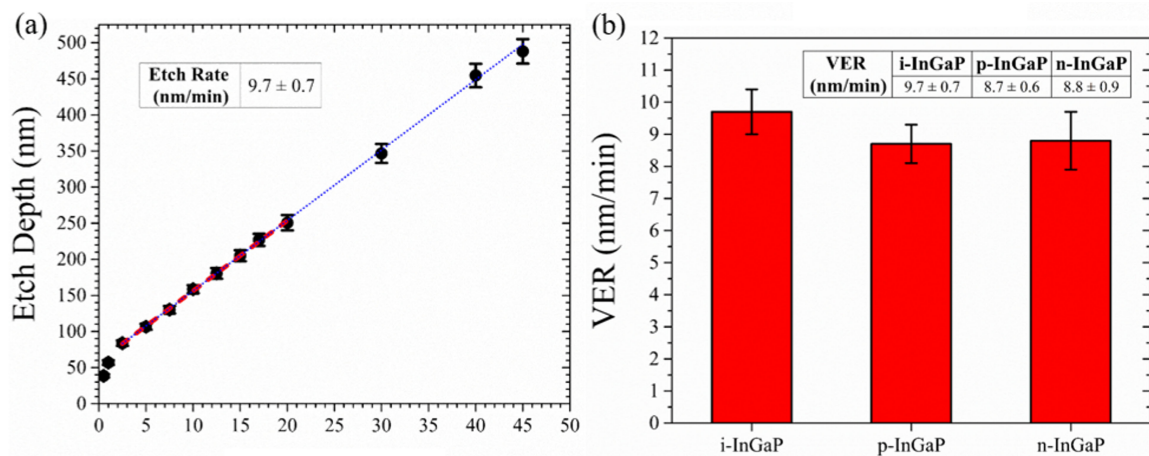 (a)
500
450
400
350
300
250
200
150
100
50
0
Etch Depth (nm)
Etch Rate
(nm/min)
9.7 ± 0.7
0 5 10 15 20 25 30 35 40 45 50
(b)
12
11
10
9
8
7
6
5
4
3
2
1
0
VER (nm/min)
VER
(nm/min)
i-InGaP p-InGaP n-InGaP
9.7 ± 0.7 8.7 ± 0.6 8.8 ± 0.9
i-InGaP p-InGaP n-InGaP